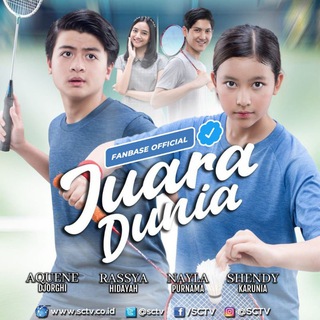 FANBASE OFFICIAL
Juara
Dunia
AQUENE RASSYA NAYLA SHENDY
DJORGHI HIDAYAH PURNAMA KARUNIA
www.sctv.co.id @sctv /SCTV @SCTV